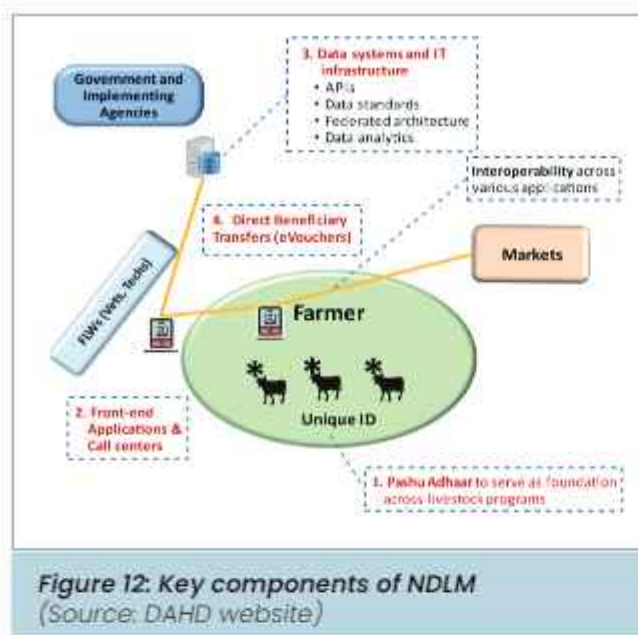 Government and
Implementing
Agencies
3. Data systems and IT
infrastructure
• APIs
• Data standards
• Federated architecture
• Data analytics
Interoperability across
various applications
4. Direct Beneficiary
Transfers (eVouchers)
Markets
FLWs (Vets, Techs)
Farmer
Unique ID
2. Front-end
Applications &
Call centers
1. Pashu Adhaar to serve as foundation
across livestock programs
Figure 12: Key components of NDLM
(Source: DAHD website)